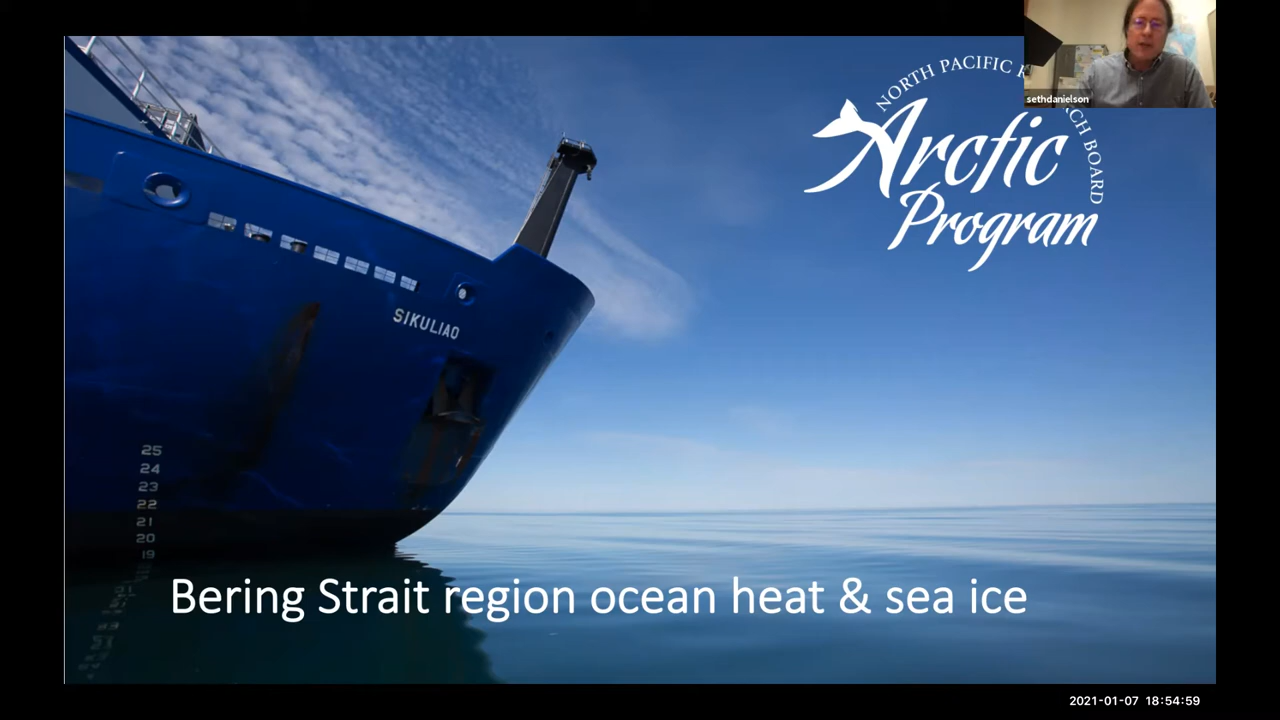 NORTH PACIFIC R
CH BOARD
Arctic
Program
sethdanielson
SIKULIAQ
25
24
23
22
21
20
19
Bering Strait region ocean heat & sea ice
2021-01-07 18:54:59